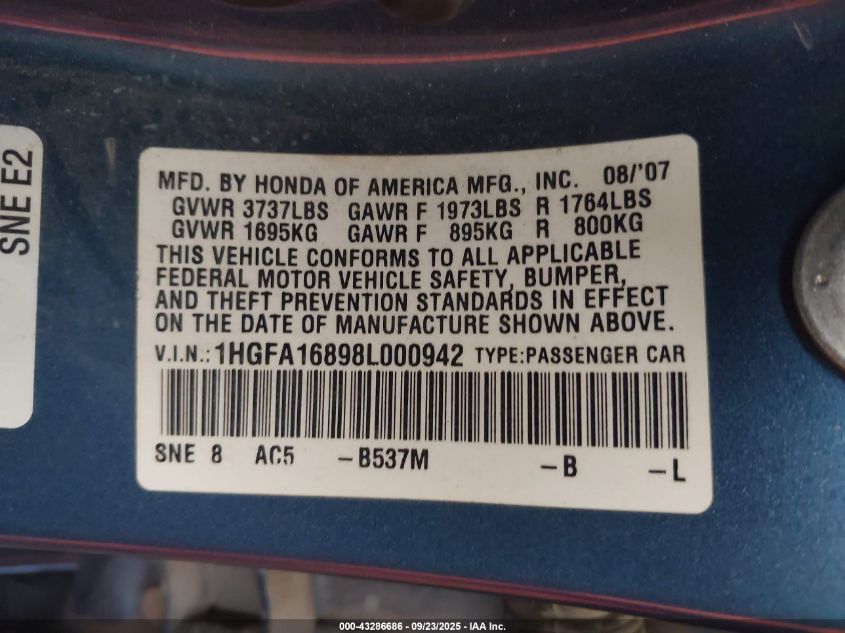 SNE E2
MFD. BY HONDA OF AMERICA MFG., INC. 08/'07
GVWR 3737LBS GAWR F 1973LBS R 1764LBS
GVWR 1695KG GAWR F 895KG R 800KG
THIS VEHICLE CONFORMS TO ALL APPLICABLE
FEDERAL MOTOR VEHICLE SAFETY, BUMPER,
AND THEFT PREVENTION STANDARDS IN EFFECT
ON THE DATE OF MANUFACTURE SHOWN ABOVE.
V.I.N.: 1HGFA16898L000942 TYPE:PASSENGER CAR
SNE 8 AC5 -B537M -B -L
000-43286686 - 09/23/2025 - IAA Inc.